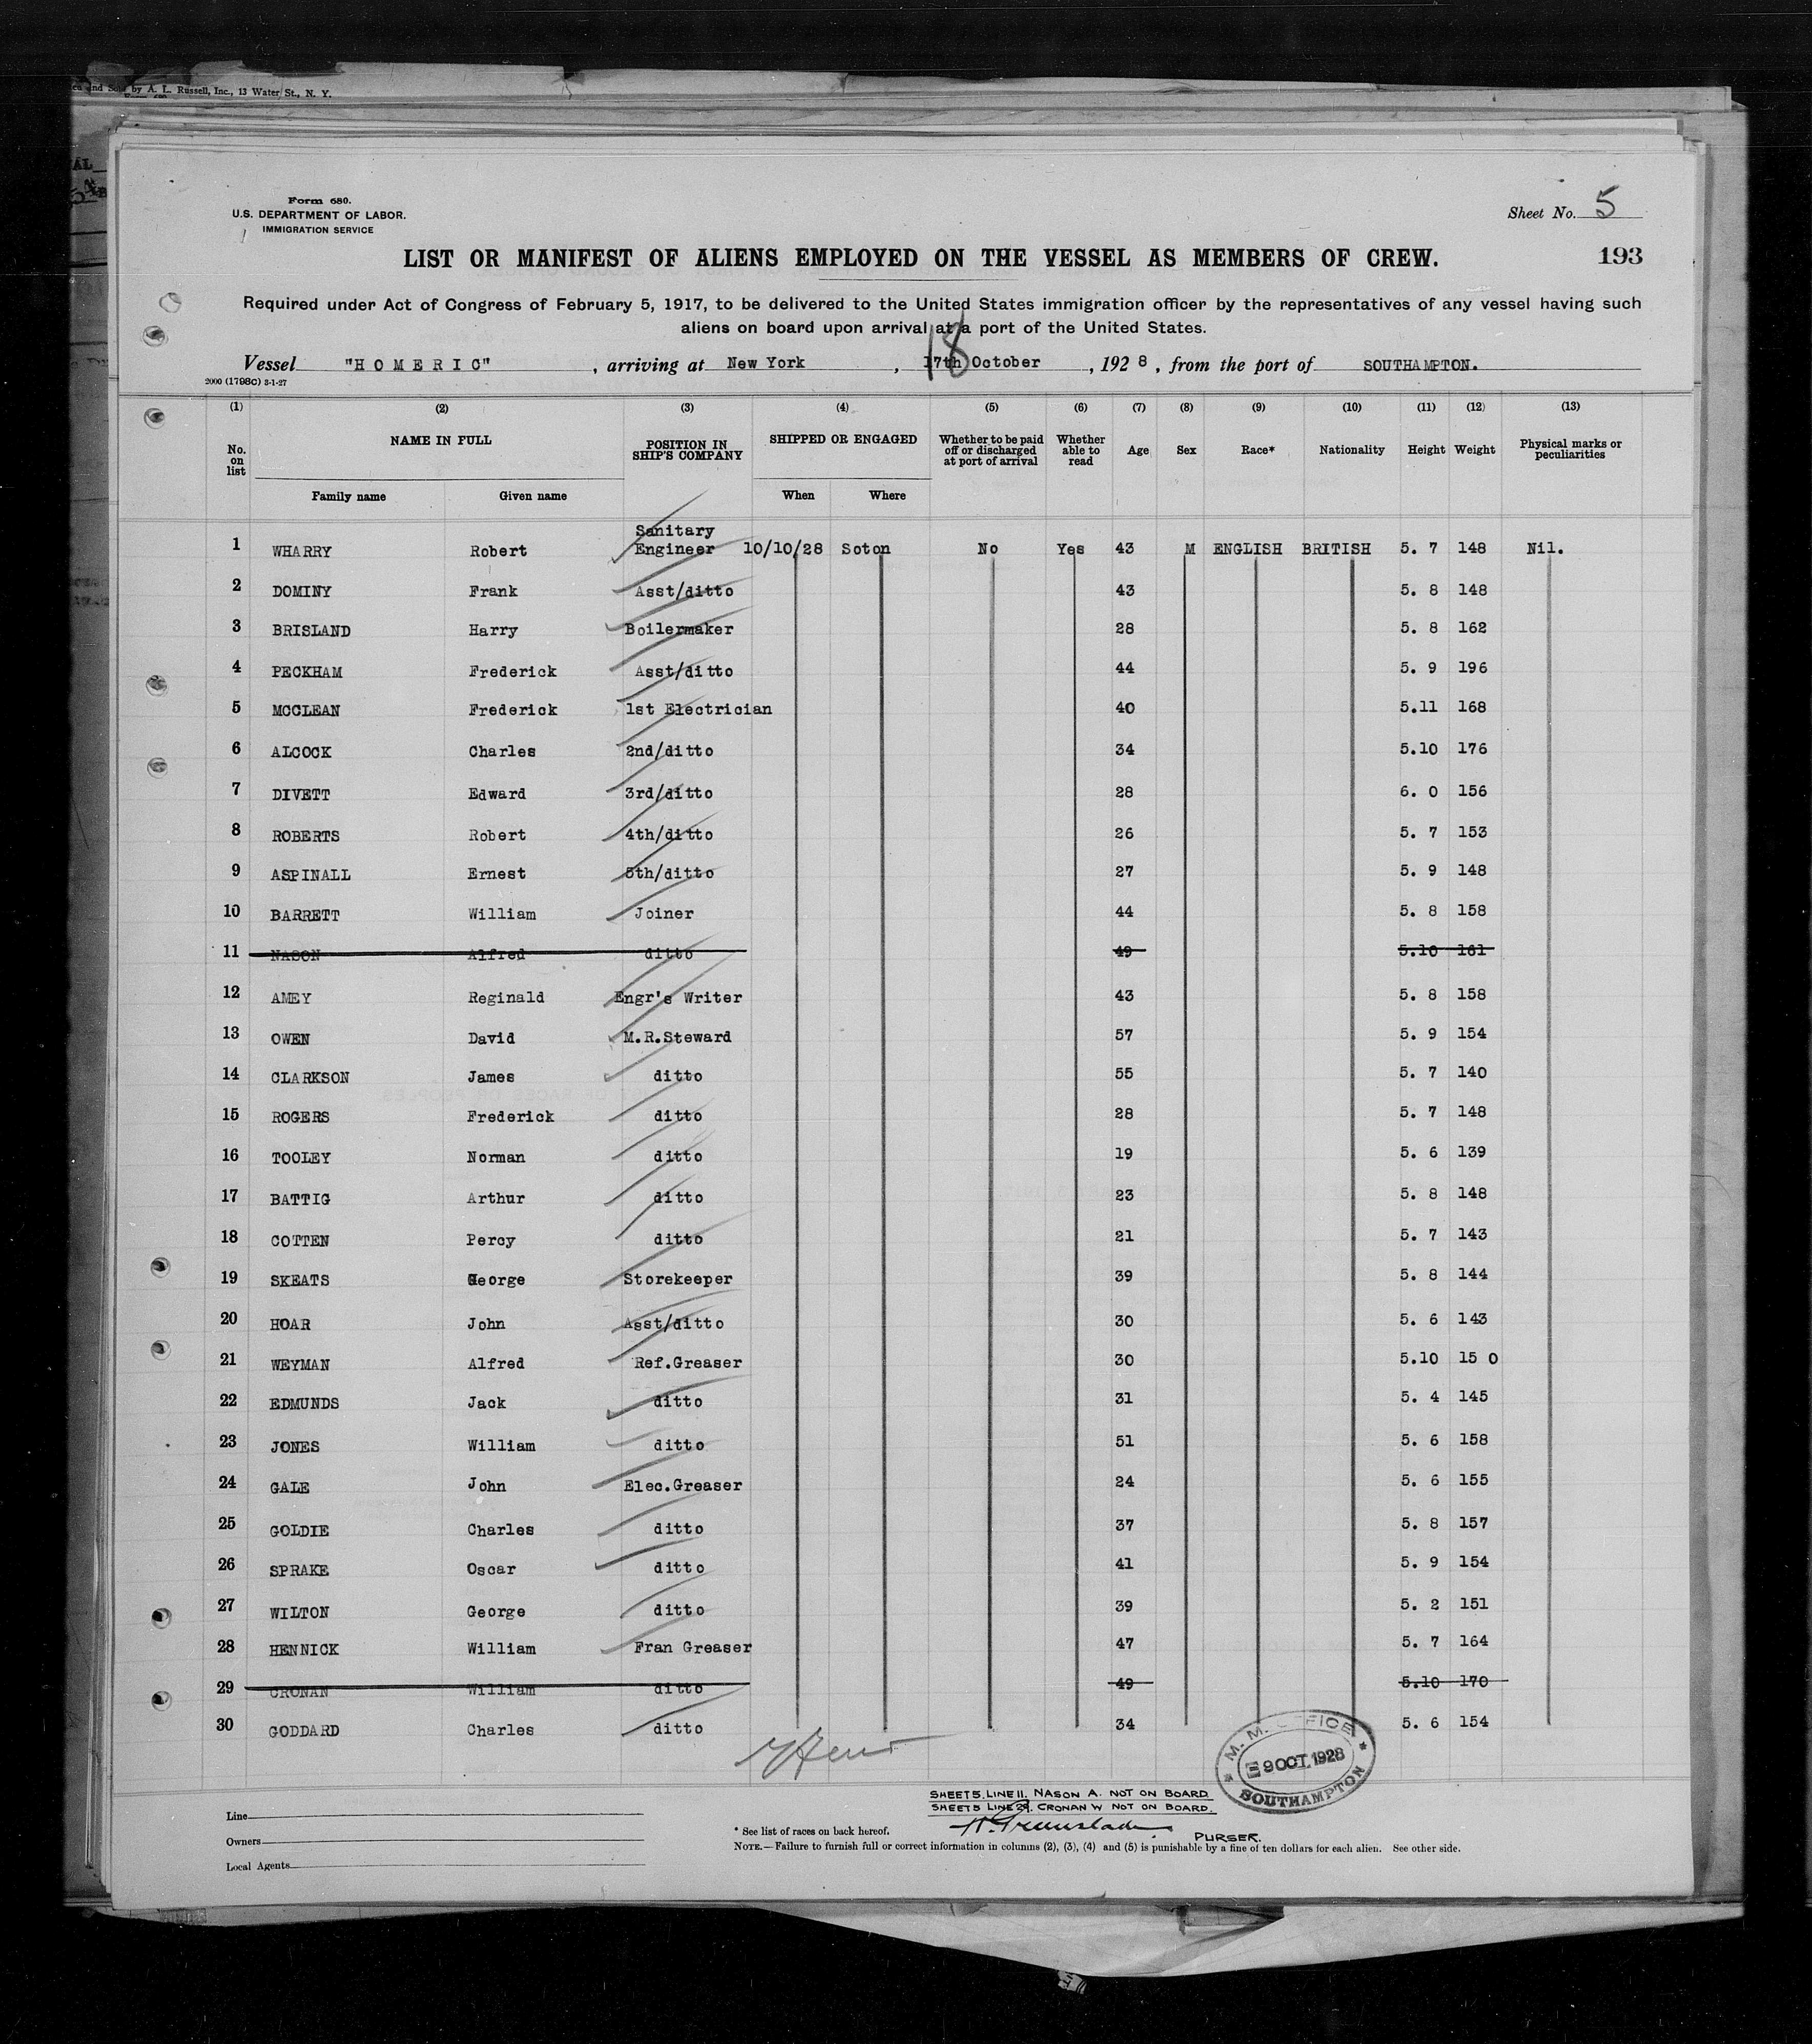 ed and Sold by A. L. Russell, Inc., 13 Water St., N. Y.
Form 680.
U.S. DEPARTMENT OF LABOR.
IMMIGRATION SERVICE
Sheet No. 5
193
LIST OR MANIFEST OF ALIENS EMPLOYED ON THE VESSEL AS MEMBERS OF CREW.
Required under Act of Congress of February 5, 1917, to be delivered to the United States immigration officer by the representatives of any vessel having such
aliens on board upon arrival at a port of the United States.
18
Vessel "HOMERIC", arriving at New York, 17th October, 1928, from the port of SOUTHAMPTON.
2000 (1798c) 3-1-27
(1) (2) (3) (4) (5) (6) (7) (8) (9) (10) (11) (12) (13)
No. on list NAME IN FULL POSITION IN SHIP'S COMPANY SHIPPED OR ENGAGED Whether to be paid off or discharged at port of arrival Whether able to read Age Sex Race* Nationality Height Weight Physical marks or peculiarities
Family name Given name When Where
1 WHARRY Robert Sanitary Engineer 10/10/28 Soton No Yes 43 M ENGLISH BRITISH 5. 7 148 Nil.
2 DOMINY Frank Asst/ditto 43 5. 8 148
3 BRISLAND Harry Boilermaker 28 5. 8 162
4 PECKHAM Frederick Asst/ditto 44 5. 9 196
5 MCCLEAN Frederick 1st Electrician 40 5.11 168
6 ALCOCK Charles 2nd/ditto 34 5.10 176
7 DIVETT Edward 3rd/ditto 28 6. 0 156
8 ROBERTS Robert 4th/ditto 26 5. 7 153
9 ASPINALL Ernest 5th/ditto 27 5. 9 148
10 BARRETT William Joiner 44 5. 8 158
11 NASON Alfred ditto 49 5.10 161
12 AMEY Reginald Engr's Writer 43 5. 8 158
13 OWEN David M.R.Steward 57 5. 9 154
14 CLARKSON James ditto 55 5. 7 140
15 ROGERS Frederick ditto 28 5. 7 148
16 TOOLEY Norman ditto 19 5. 6 139
17 BATTIG Arthur ditto 23 5. 8 148
18 COTTEN Percy ditto 21 5. 7 143
19 SKEATS George Storekeeper 39 5. 8 144
20 HOAR John Asst/ditto 30 5. 6 143
21 WEYMAN Alfred Ref.Greaser 30 5.10 15 0
22 EDMUNDS Jack ditto 31 5. 4 145
23 JONES William ditto 51 5. 6 158
24 GALE John Elec.Greaser 24 5. 6 155
25 GOLDIE Charles ditto 37 5. 8 157
26 SPRAKE Oscar ditto 41 5. 9 154
27 WILTON George ditto 39 5. 2 151
28 HENNICK William Fran Greaser 47 5. 7 164
29 CRONAN William ditto 49 5.10 170
30 GODDARD Charles ditto 34 5. 6 154
M. M. OFFICE
9 OCT. 1928
SOUTHAMPTON
SHEET 5. LINE 11. NASON A. NOT ON BOARD
SHEET 5 LINE 29. CRONAN W NOT ON BOARD.
PURSER.
Line
Owners
Local Agents
* See list of races on back hereof.
NOTE.—Failure to furnish full or correct information in columns (2), (3), (4) and (5) is punishable by a fine of ten dollars for each alien. See other side.